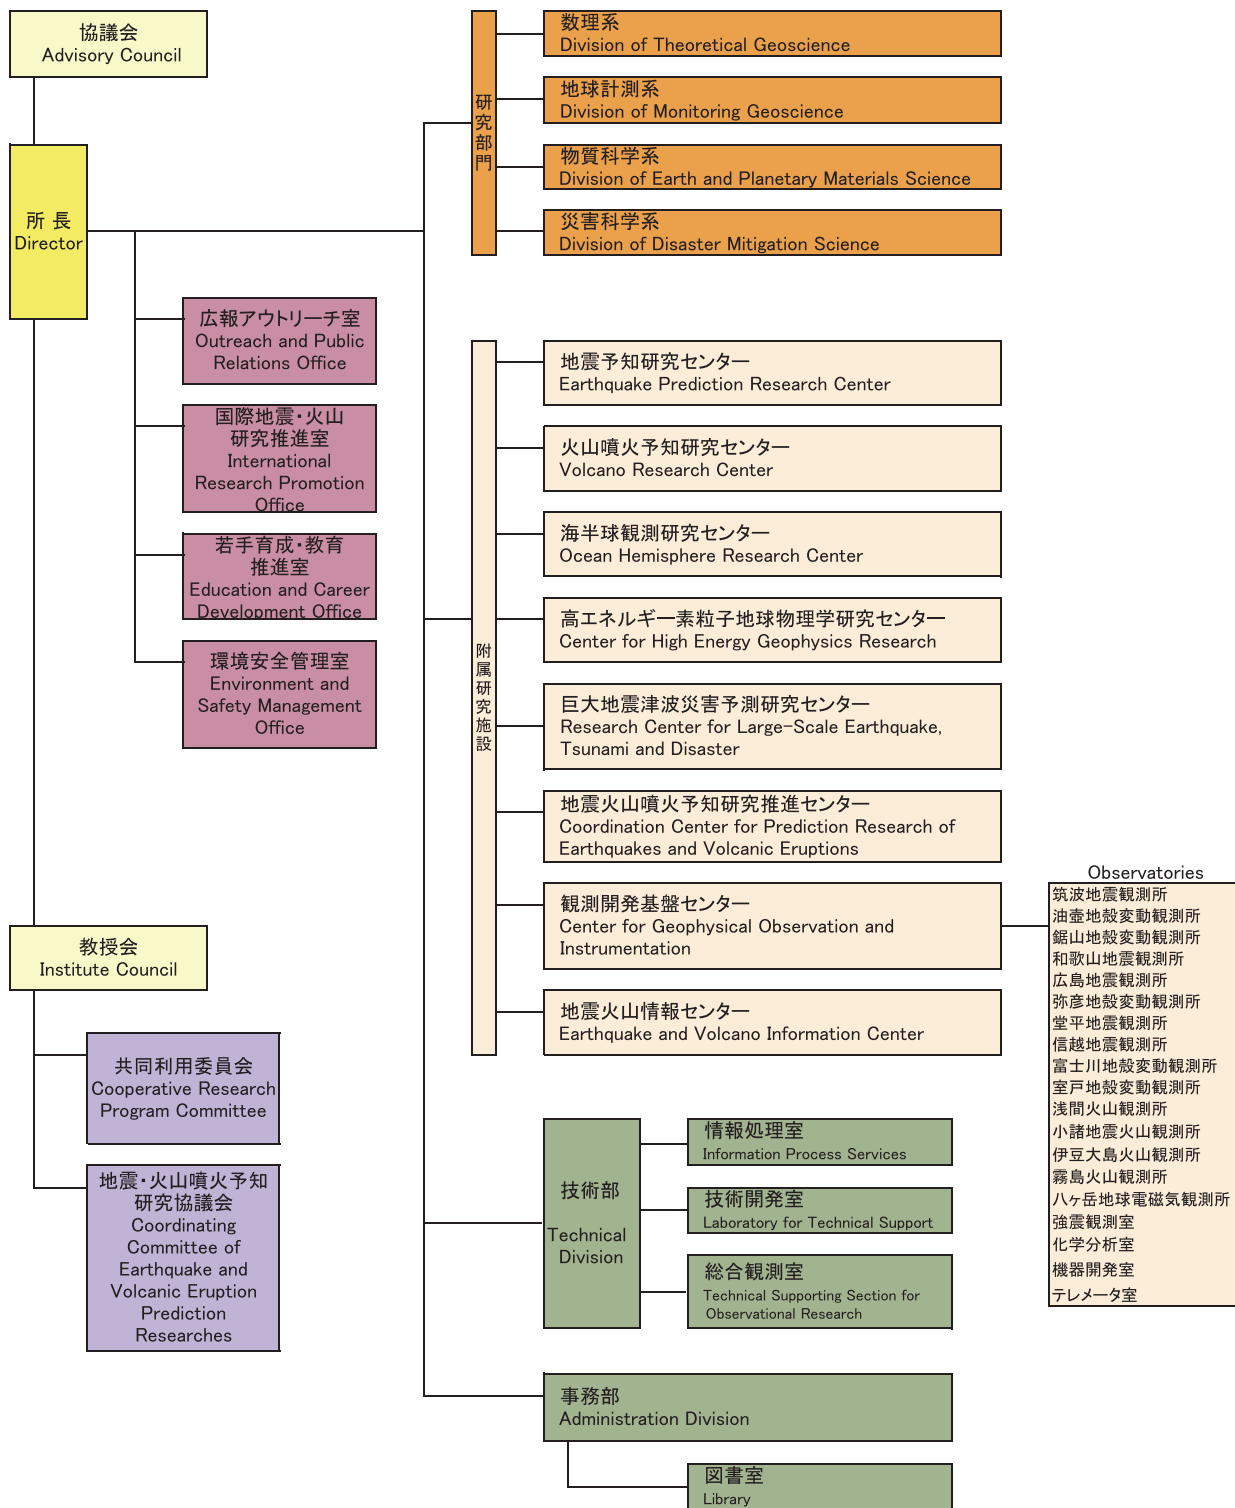 協議会
Advisory Council
所 長
Director
広報アウトリーチ室
Outreach and Public
Relations Office
国際地震・火山
研究推進室
International
Research Promotion
Office
若手育成・教育
推進室
Education and Career
Development Office
環境安全管理室
Environment and
Safety Management
Office
教授会
Institute Council
共同利用委員会
Cooperative Research
Program Committee
地震・火山噴火予知
研究協議会
Coordinating
Committee of
Earthquake and
Volcanic Eruption
Prediction
Researches
研究部門
数理系
Division of Theoretical Geoscience
地球計測系
Division of Monitoring Geoscience
物質科学系
Division of Earth and Planetary Materials Science
災害科学系
Division of Disaster Mitigation Science
附属研究施設
地震予知研究センター
Earthquake Prediction Research Center
火山噴火予知研究センター
Volcano Research Center
海半球観測研究センター
Ocean Hemisphere Research Center
高エネルギー素粒子地球物理学研究センター
Center for High Energy Geophysics Research
巨大地震津波災害予測研究センター
Research Center for Large-Scale Earthquake,
Tsunami and Disaster
地震火山噴火予知研究推進センター
Coordination Center for Prediction Research of
Earthquakes and Volcanic Eruptions
観測開発基盤センター
Center for Geophysical Observation and
Instrumentation
地震火山情報センター
Earthquake and Volcano Information Center
Observatories
筑波地震観測所
油壷地殻変動観測所
鋸山地殻変動観測所
和歌山地震観測所
広島地震観測所
弥彦地殻変動観測所
堂平地震観測所
信越地震観測所
富士川地殻変動観測所
室戸地殻変動観測所
浅間火山観測所
小諸地震火山観測所
伊豆大島火山観測所
霧島火山観測所
八ヶ岳地球電磁気観測所
強震観測室
化学分析室
機器開発室
テレメータ室
技術部
Technical
Division
情報処理室
Information Process Services
技術開発室
Laboratory for Technical Support
総合観測室
Technical Supporting Section for
Observational Research
事務部
Administration Division
図書室
Library